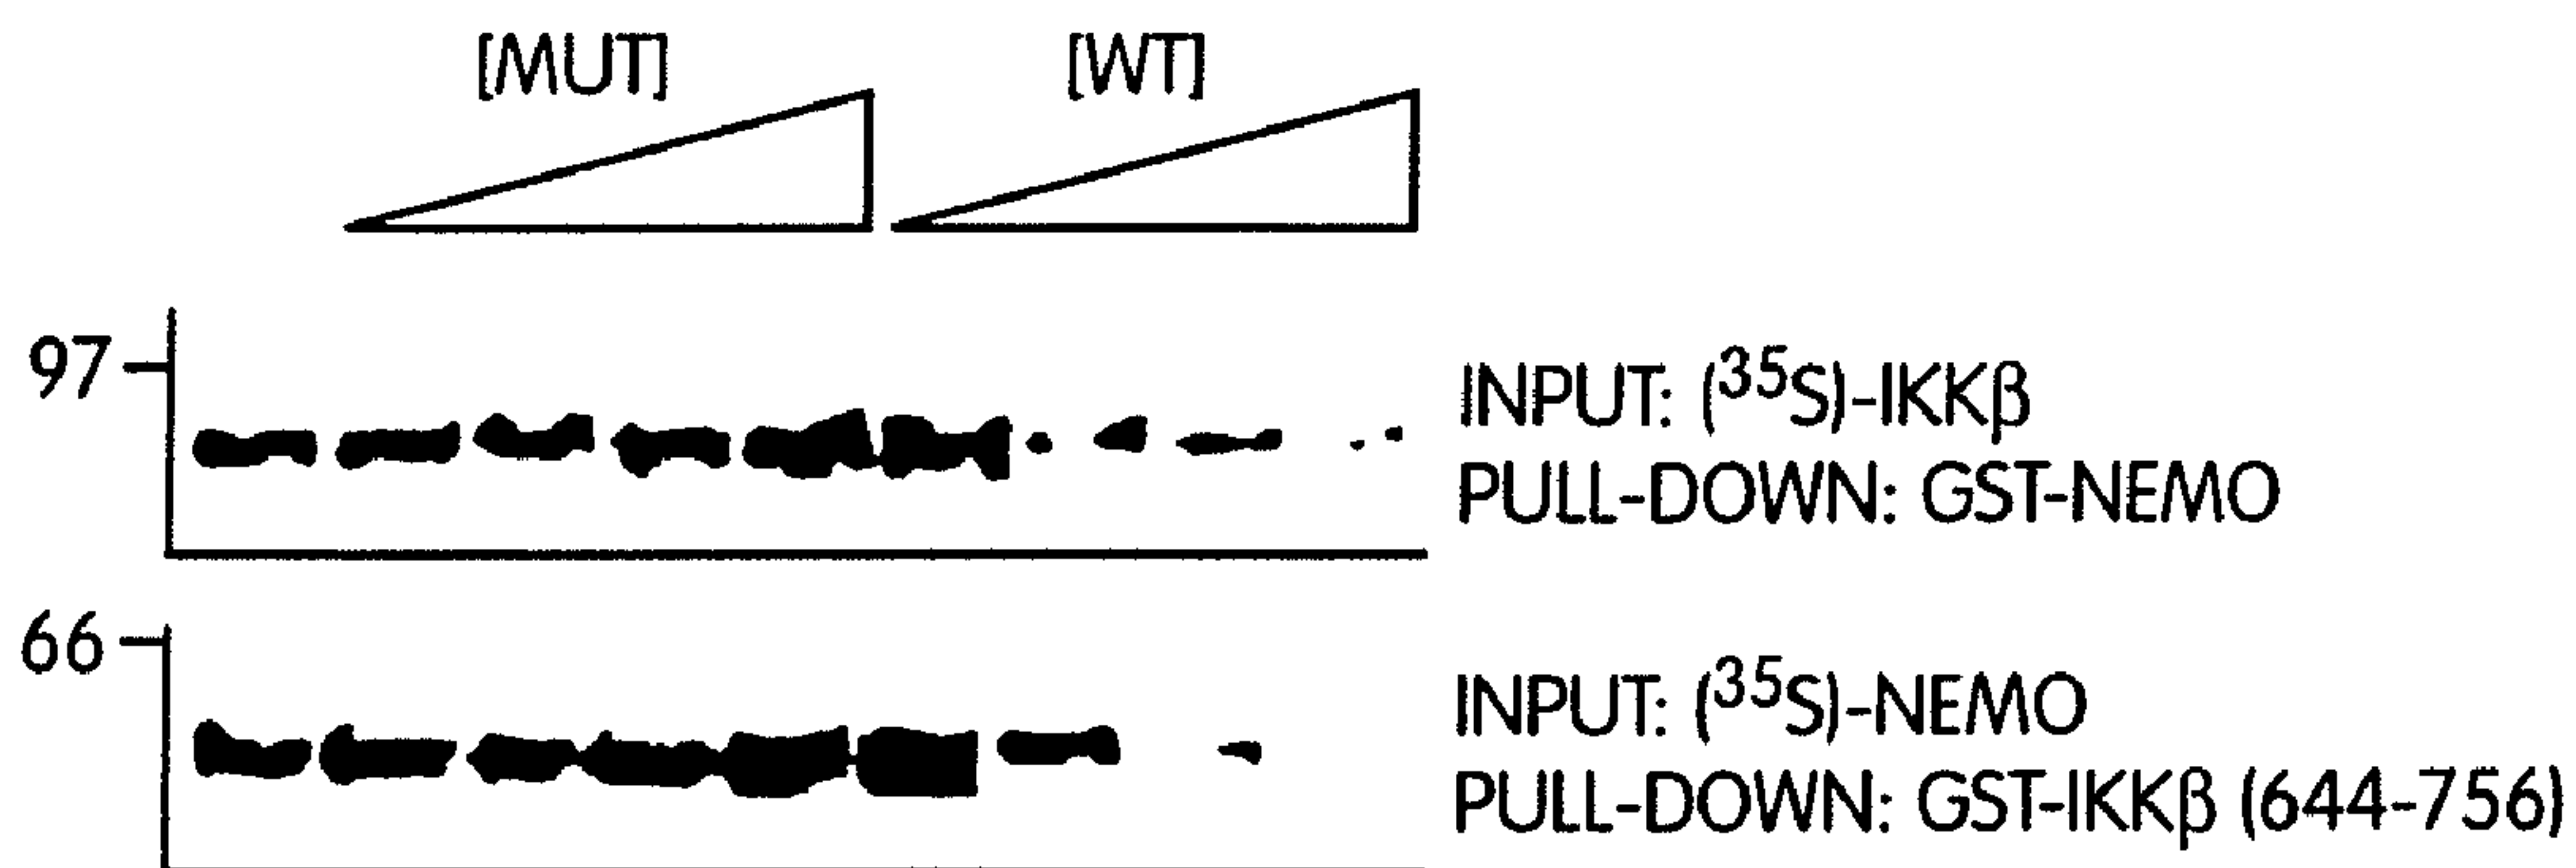 [MUT] [WT]
97
INPUT: (35S)-IKKβ
PULL-DOWN: GST-NEMO
66
INPUT: (35S)-NEMO
PULL-DOWN: GST-IKKβ (644-756)